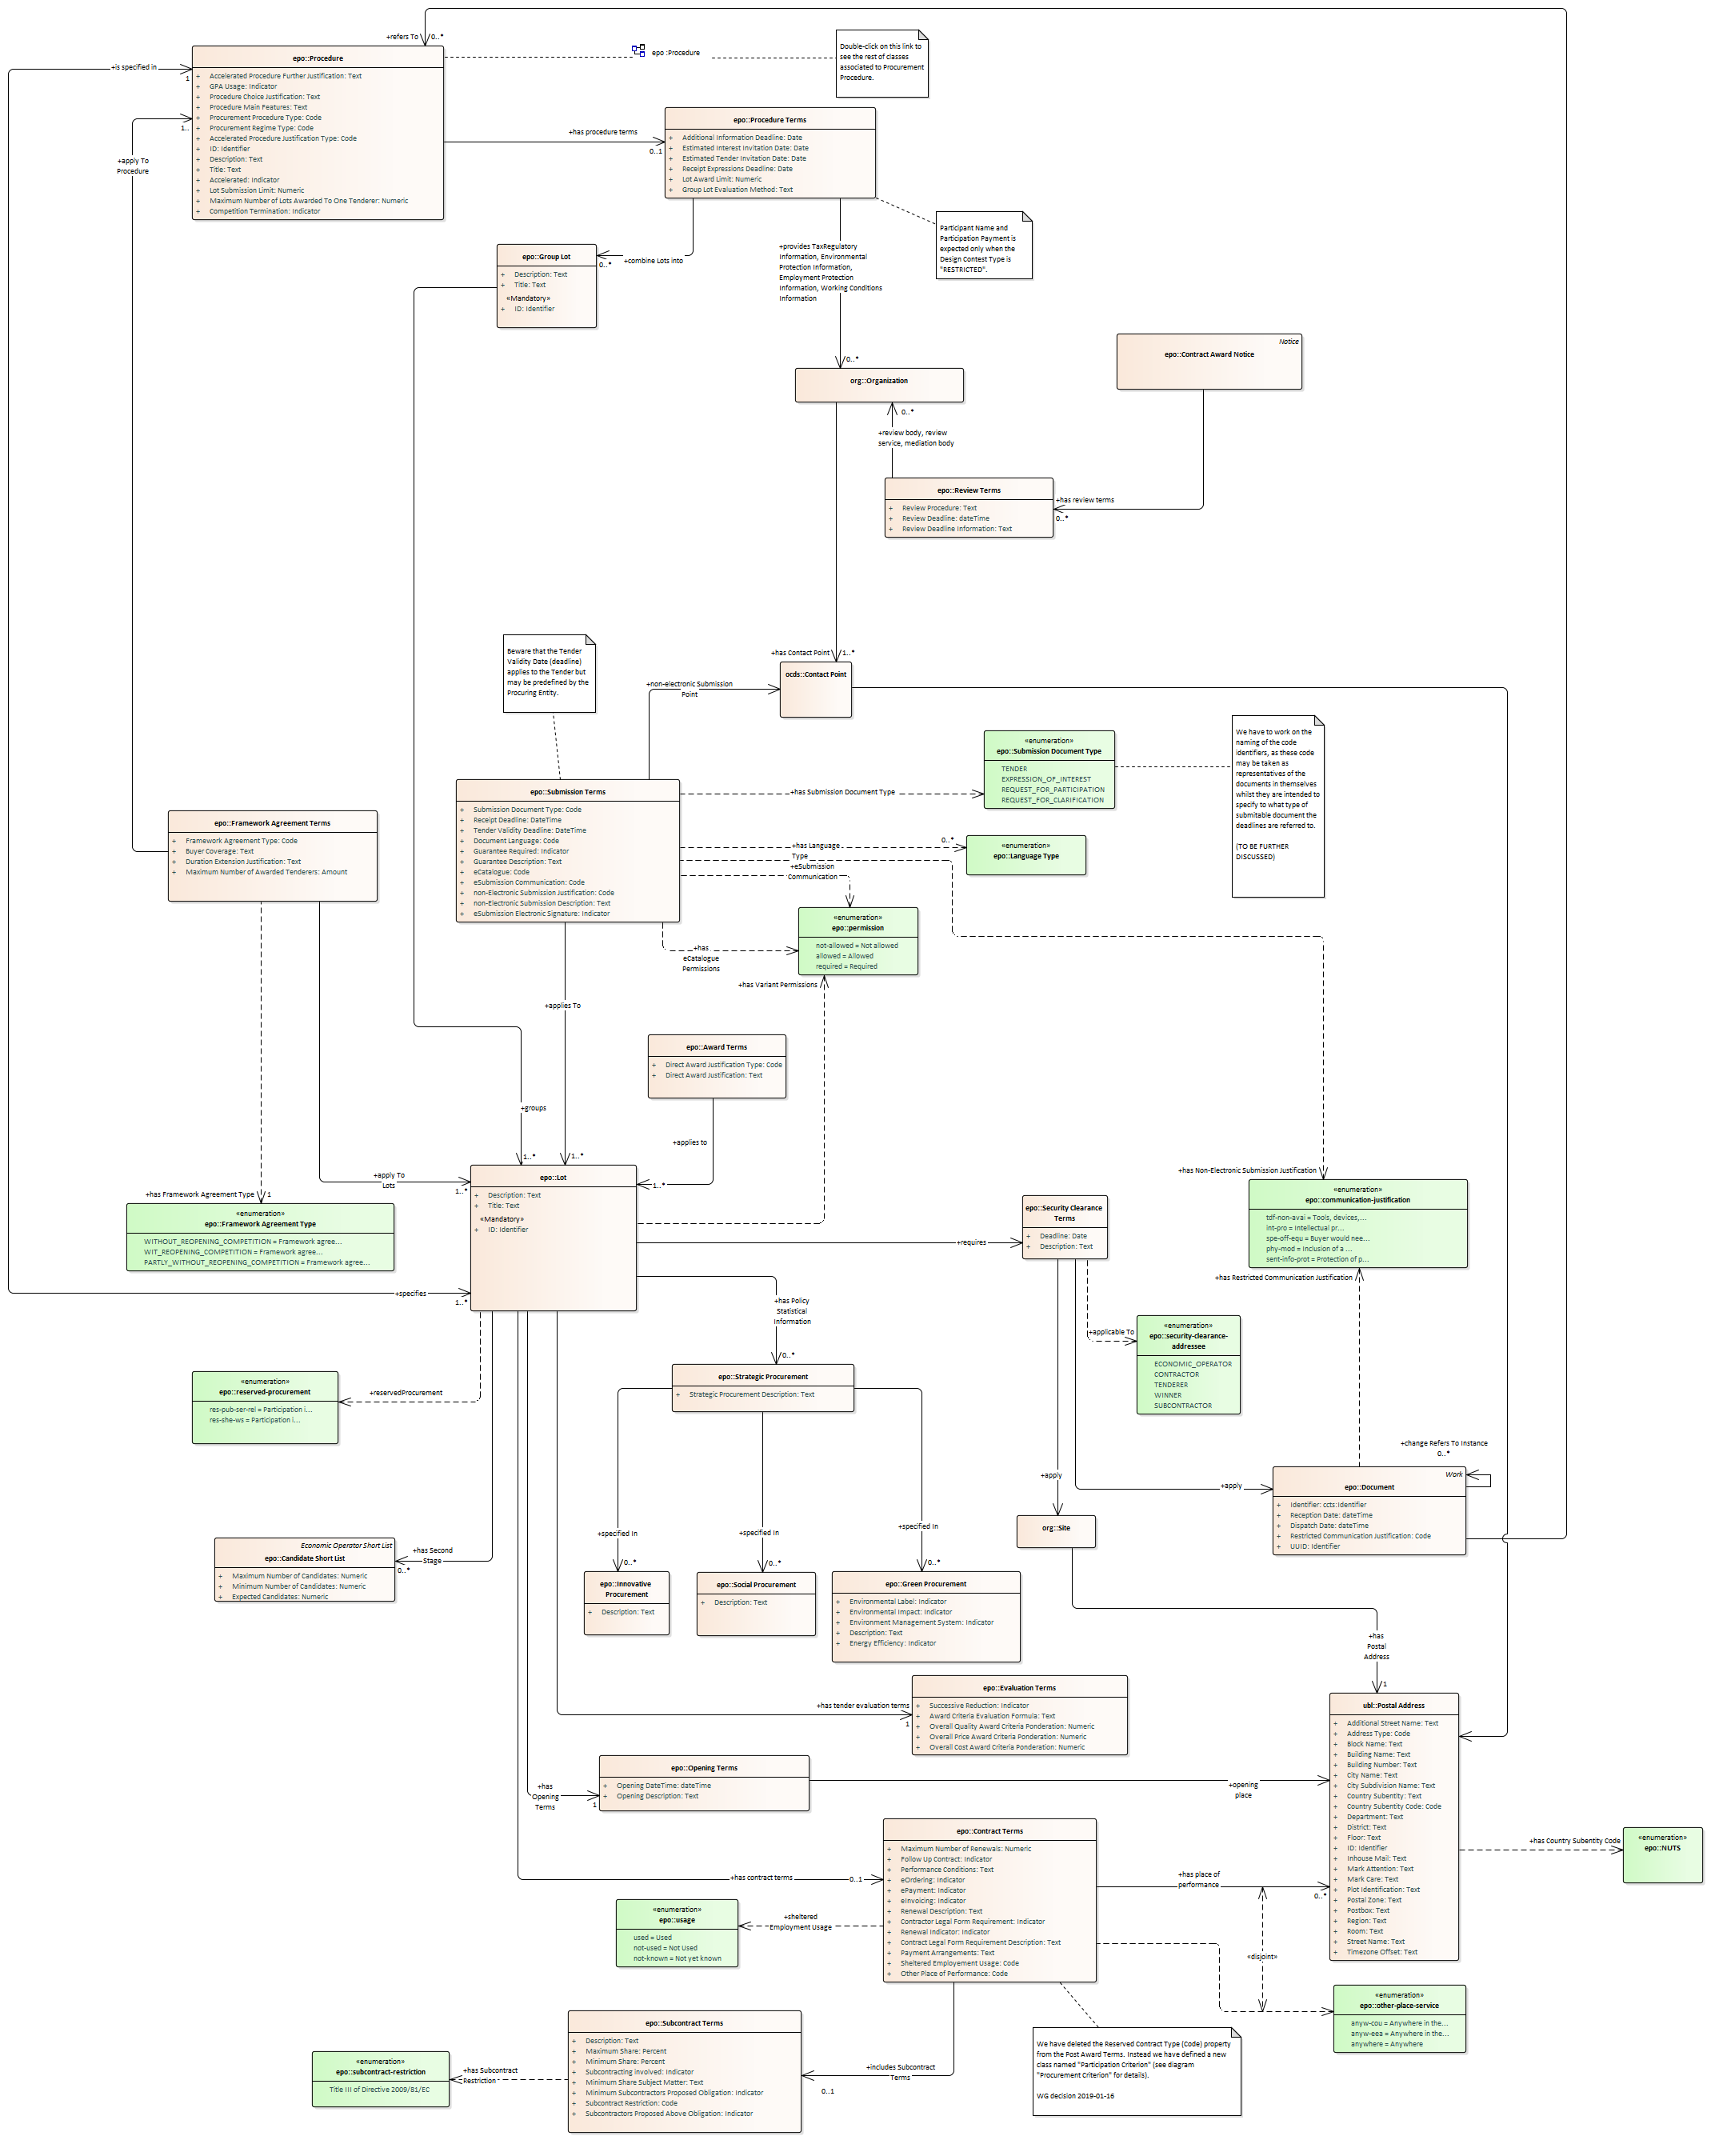 +refers To
0..*
epo::Procedure
+ Accelerated Procedure Further Justification: Text
+ GPA Usage: Indicator
+ Procedure Choice Justification: Text
+ Procedure Main Features: Text
+ Procurement Procedure Type: Code
+ Procurement Regime Type: Code
+ Accelerated Procedure Justification Type: Code
+ ID: Identifier
+ Description: Text
+ Title: Text
+ Accelerated: Indicator
+ Lot Submission Limit: Numeric
+ Maximum Number of Lots Awarded To One Tenderer: Numeric
+ Competition Termination: Indicator
+is specified in
1
1..
+apply To
Procedure
epo :Procedure
Double-click on this link to
see the rest of classes
associated to Procurement
Procedure.
+has procedure terms
0..1
epo::Procedure Terms
+ Additional Information Deadline: Date
+ Estimated Interest Invitation Date: Date
+ Estimated Tender Invitation Date: Date
+ Receipt Expressions Deadline: Date
+ Lot Award Limit: Numeric
+ Group Lot Evaluation Method: Text
Participant Name and
Participation Payment is
expected only when the
Design Contest Type is
"RESTRICTED".
epo::Group Lot
+ Description: Text
+ Title: Text
«Mandatory»
+ ID: Identifier
0..*
+combine Lots into
+provides TaxRegulatory
Information, Environmental
Protection Information,
Employment Protection
Information, Working Conditions
Information
0..*
org::Organization
Notice
epo::Contract Award Notice
0..*
+review body, review
service, mediation body
epo::Review Terms
+ Review Procedure: Text
+ Review Deadline: dateTime
+ Review Deadline Information: Text
+has review terms
0..*
Beware that the Tender
Validity Date (deadline)
applies to the Tender but
may be predefined by the
Procuring Entity.
+has Contact Point
1..*
ocds::Contact Point
+non-electronic Submission
Point
We have to work on the
naming of the code
identifiers, as these code
may be taken as
representatives of the
documents in themselves
whilst they are intended to
specify to what type of
submitable document the
deadlines are referred to.
(TO BE FURTHER
DISCUSSED)
«enumeration»
epo::Submission Document Type
TENDER
EXPRESSION_OF_INTEREST
REQUEST_FOR_PARTICIPATION
REQUEST_FOR_CLARIFICATION
epo::Submission Terms
+ Submission Document Type: Code
+ Receipt Deadline: DateTime
+ Tender Validity Deadline: DateTime
+ Document Language: Code
+ Guarantee Required: Indicator
+ Guarantee Description: Text
+ eCatalogue: Code
+ eSubmission Communication: Code
+ non-Electronic Submission Justification: Code
+ non-Electronic Submission Description: Text
+ eSubmission Electronic Signature: Indicator
+has Submission Document Type
+has Language
Type
0..*
«enumeration»
epo::Language Type
+eSubmission
Communication
epo::Framework Agreement Terms
+ Framework Agreement Type: Code
+ Buyer Coverage: Text
+ Duration Extension Justification: Text
+ Maximum Number of Awarded Tenderers: Amount
«enumeration»
epo::permission
not-allowed = Not allowed
allowed = Allowed
required = Required
+has
eCatalogue
Permissions
+has Variant Permissions
+applies To
epo::Award Terms
+ Direct Award Justification Type: Code
+ Direct Award Justification: Text
+groups
+applies to
1..*
1..*
1..*
+apply To
Lots
1..*
epo::Lot
+ Description: Text
+ Title: Text
«Mandatory»
+ ID: Identifier
+has Framework Agreement Type
1
«enumeration»
epo::Framework Agreement Type
WITHOUT_REOPENING_COMPETITION = Framework agree...
WIT_REOPENING_COMPETITION = Framework agree...
PARTLY_WITHOUT_REOPENING_COMPETITION = Framework agree...
+specifies
1..*
+requires
epo::Security Clearance
Terms
+ Deadline: Date
+ Description: Text
+has Non-Electronic Submission Justification
«enumeration»
epo::communication-justification
tdf-non-avai = Tools, devices,...
int-pro = Intellectual pr...
spe-off-equ = Buyer would nee...
phy-mod = Inclusion of a ...
sent-info-prot = Protection of p...
+has Restricted Communication Justification
+has Policy
Statistical
Information
0..*
+applicable To
«enumeration»
epo::security-clearance-
addressee
ECONOMIC_OPERATOR
CONTRACTOR
TENDERER
WINNER
SUBCONTRACTOR
«enumeration»
epo::reserved-procurement
res-pub-ser-rel = Participation i...
res-she-ws = Participation i...
+reservedProcurement
epo::Strategic Procurement
+ Strategic Procurement Description: Text
+change Refers To Instance
0..*
+apply
+apply
Work
epo::Document
+ Identifier: ccts:Identifier
+ Reception Date: dateTime
+ Dispatch Date: dateTime
+ Restricted Communication Justification: Code
+ UUID: Identifier
org::Site
+specified In
0..*
+specified In
0..*
+specified In
0..*
Economic Operator Short List
epo::Candidate Short List
+ Maximum Number of Candidates: Numeric
+ Minimum Number of Candidates: Numeric
+ Expected Candidates: Numeric
+has Second
Stage
0..*
epo::Innovative
Procurement
+ Description: Text
epo::Social Procurement
+ Description: Text
epo::Green Procurement
+ Environmental Label: Indicator
+ Environmental Impact: Indicator
+ Environment Management System: Indicator
+ Description: Text
+ Energy Efficiency: Indicator
+has
Postal
Address
1
+has tender evaluation terms
1
epo::Evaluation Terms
+ Successive Reduction: Indicator
+ Award Criteria Evaluation Formula: Text
+ Overall Quality Award Criteria Ponderation: Numeric
+ Overall Price Award Criteria Ponderation: Numeric
+ Overall Cost Award Criteria Ponderation: Numeric
ubl::Postal Address
+ Additional Street Name: Text
+ Address Type: Code
+ Block Name: Text
+ Building Name: Text
+ Building Number: Text
+ City Name: Text
+ City Subdivision Name: Text
+ Country Subentity: Text
+ Country Subentity Code: Code
+ Department: Text
+ District: Text
+ Floor: Text
+ ID: Identifier
+ Inhouse Mail: Text
+ Mark Attention: Text
+ Mark Care: Text
+ Plot Identification: Text
+ Postal Zone: Text
+ Postbox: Text
+ Region: Text
+ Room: Text
+ Street Name: Text
+ Timezone Offset: Text
+has
Opening
Terms
1
epo::Opening Terms
+ Opening DateTime: dateTime
+ Opening Description: Text
+opening
place
+has Country Subentity Code
«enumeration»
epo::NUTS
+has contract terms
0..1
epo::Contract Terms
+ Maximum Number of Renewals: Numeric
+ Follow Up Contract: Indicator
+ Performance Conditions: Text
+ eOrdering: Indicator
+ ePayment: Indicator
+ eInvoicing: Indicator
+ Renewal Description: Text
+ Contractor Legal Form Requirement: Indicator
+ Renewal Indicator: Indicator
+ Contract Legal Form Requirement Description: Text
+ Payment Arrangements: Text
+ Sheltered Employement Usage: Code
+ Other Place of Performance: Code
+has place of
performance
0..*
«disjoint»
«enumeration»
epo::usage
used = Used
not-used = Not Used
not-known = Not yet known
+sheltered
Employment Usage
«enumeration»
epo::other-place-service
anyw-cou = Anywhere in the...
anyw-eea = Anywhere in the...
anywhere = Anywhere
We have deleted the Reserved Contract Type (Code) property
from the Post Award Terms. Instead we have defined a new
class named "Participation Criterion" (see diagram
"Procurement Criterion" for details).
WG decision 2019-01-16
+includes Subcontract
Terms
0..1
epo::Subcontract Terms
+ Description: Text
+ Maximum Share: Percent
+ Minimum Share: Percent
+ Subcontracting involved: Indicator
+ Minimum Share Subject Matter: Text
+ Minimum Subcontractors Proposed Obligation: Indicator
+ Subcontract Restriction: Code
+ Subcontractors Proposed Above Obligation: Indicator
+has Subcontract
Restriction
«enumeration»
epo::subcontract-restriction
Title III of Directive 2009/81/EC